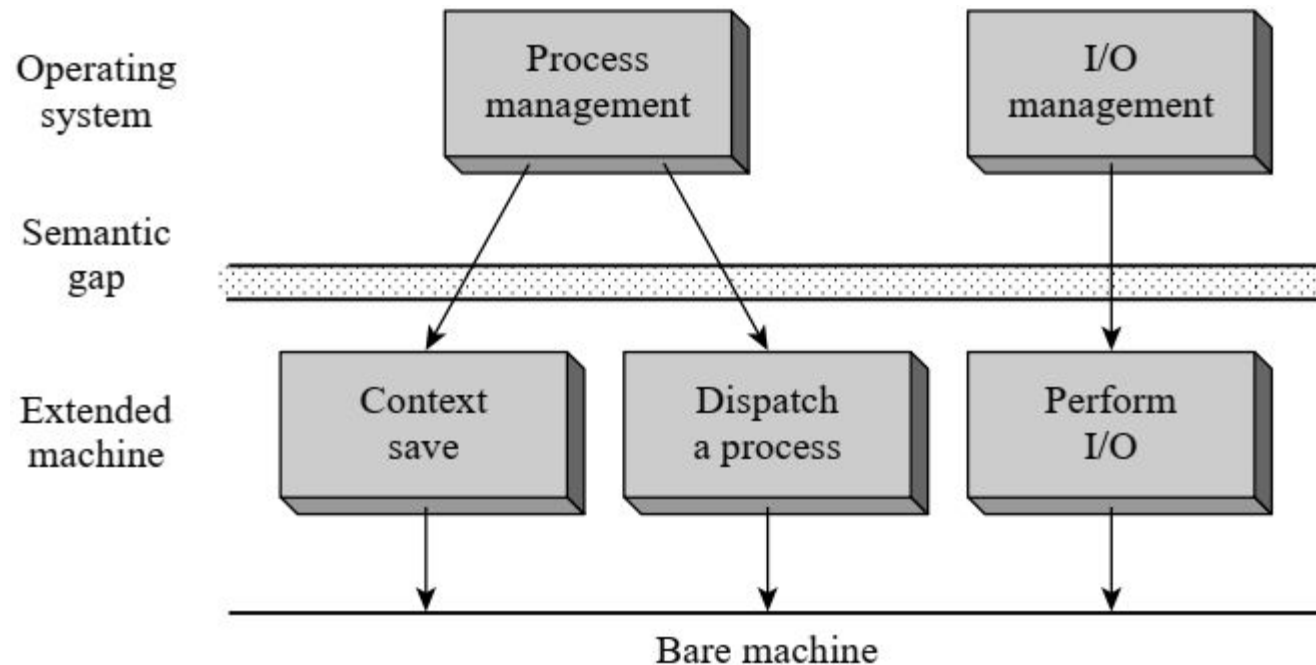 Operating
system
Process
management
I/O
management
Semantic
gap
Extended
machine
Context
save
Dispatch
a process
Perform
I/O
Bare machine